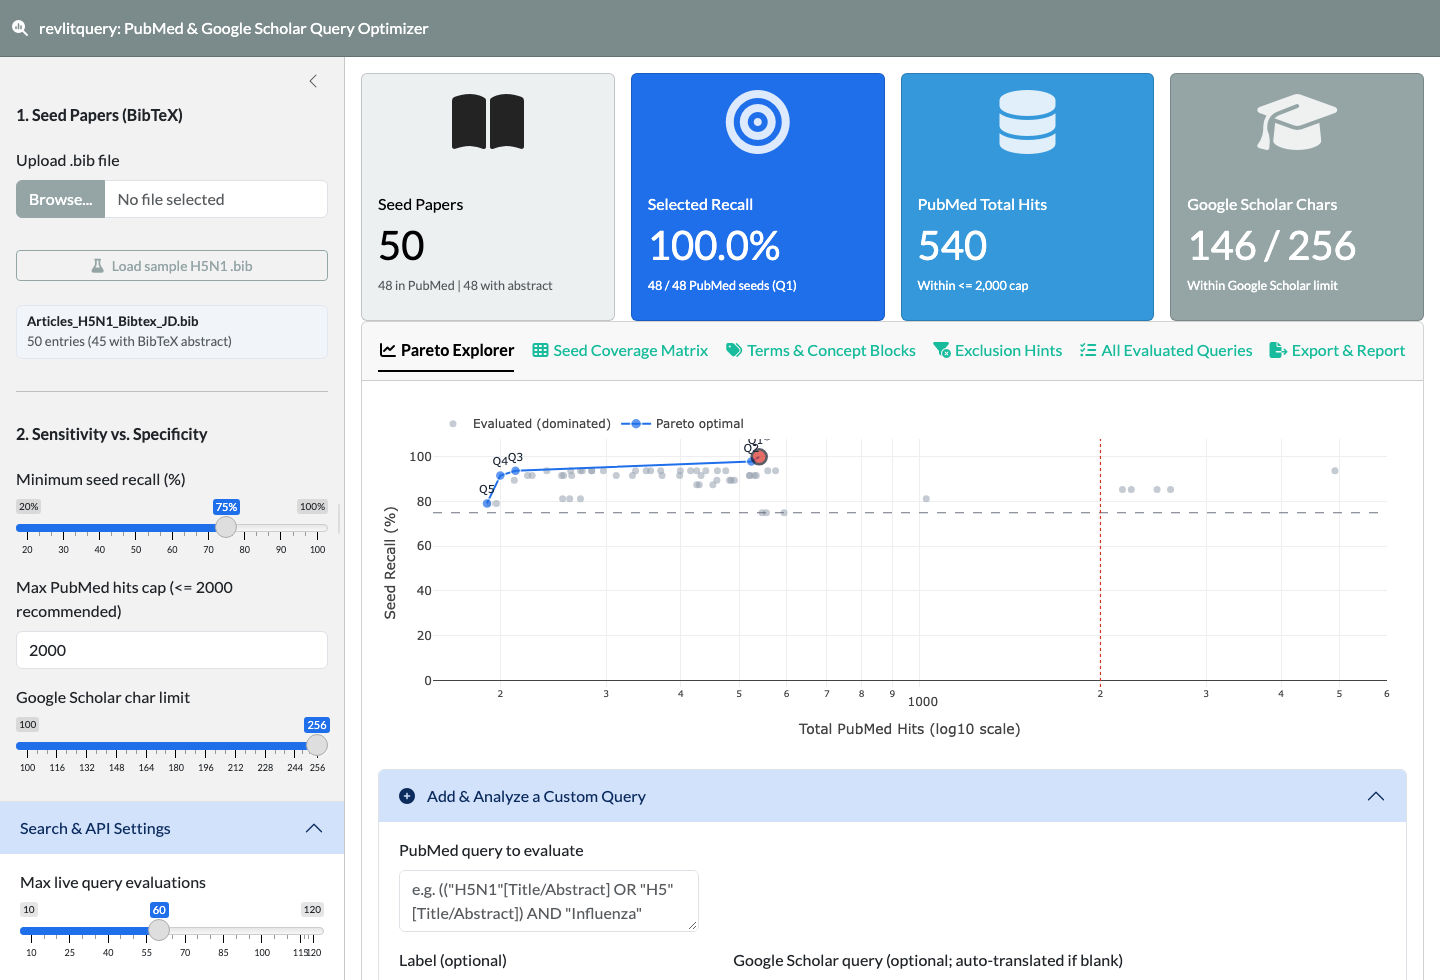 revlitquery: PubMed & Google Scholar Query Optimizer
1. Seed Papers (BibTeX)
Upload .bib file
Browse... No file selected
Load sample H5N1 .bib
Articles_H5N1_Bibtex_JD.bib
50 entries (45 with BibTeX abstract)
2. Sensitivity vs. Specificity
Minimum seed recall (%)
20% 75% 100%
20 30 40 50 60 70 80 90 100
Max PubMed hits cap (<= 2000
recommended)
2000
Google Scholar char limit
100 256
100 116 132 148 164 180 196 212 228 244 256
Search & API Settings
Max live query evaluations
10 60 120
10 25 40 55 70 85 100 115 120
Seed Papers
50
48 in PubMed | 48 with abstract
Selected Recall
100.0%
48 / 48 PubMed seeds (Q1)
PubMed Total Hits
540
Within <= 2,000 cap
Google Scholar Chars
146 / 256
Within Google Scholar limit
Pareto Explorer Seed Coverage Matrix Terms & Concept Blocks Exclusion Hints All Evaluated Queries Export & Report
Evaluated (dominated) Pareto optimal
Q1
Q2
Q4 Q3
Q5
100
80
60
40
20
0
Seed Recall (%)
2 3 4 5 6 7 8 9 1000 2 3 4 5 6
Total PubMed Hits (log10 scale)
Add & Analyze a Custom Query
PubMed query to evaluate
e.g. (("H5N1"[Title/Abstract] OR "H5"
[Title/Abstract]) AND "Influenza"
Label (optional) Google Scholar query (optional; auto-translated if blank)